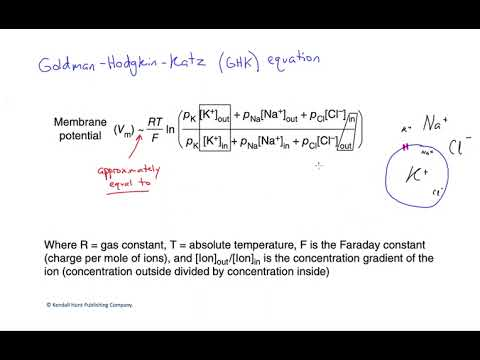 Goldman-Hodgkin-Katz (GHK) equation
Membrane potential (Vm) ~ RT/F ln (pK [K+]out + pNa[Na+]out + pCl[Cl–]in / pK [K+]in + pNa[Na+]in + pCl[Cl–]out)
approximately
equal to
K+ Na+
Na+ Cl-
K+
Cl-
Where R = gas constant, T = absolute temperature, F is the Faraday constant
(charge per mole of ions), and [Ion]out/[Ion]in is the concentration gradient of the
ion (concentration outside divided by concentration inside)
© Kendall Hunt Publishing Company.